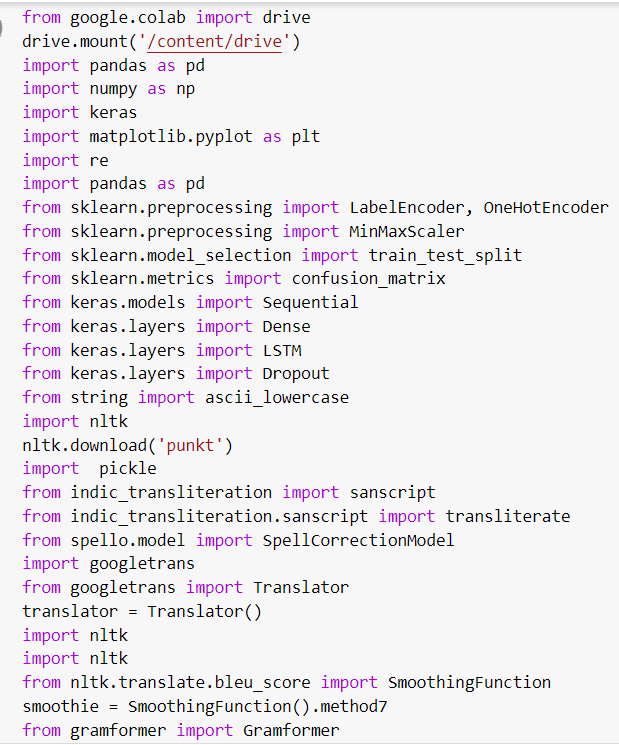 from google.colab import drive
drive.mount('/content/drive')
import pandas as pd
import numpy as np
import keras
import matplotlib.pyplot as plt
import re
import pandas as pd
from sklearn.preprocessing import LabelEncoder, OneHotEncoder
from sklearn.preprocessing import MinMaxScaler
from sklearn.model_selection import train_test_split
from sklearn.metrics import confusion_matrix
from keras.models import Sequential
from keras.layers import Dense
from keras.layers import LSTM
from keras.layers import Dropout
from string import ascii_lowercase
import nltk
nltk.download('punkt')
import  pickle
from indic_transliteration import sanscript
from indic_transliteration.sanscript import transliterate
from spello.model import SpellCorrectionModel
import googletrans
from googletrans import Translator
translator = Translator()
import nltk
import nltk
from nltk.translate.bleu_score import SmoothingFunction
smoothie = SmoothingFunction().method7
from gramformer import Gramformer